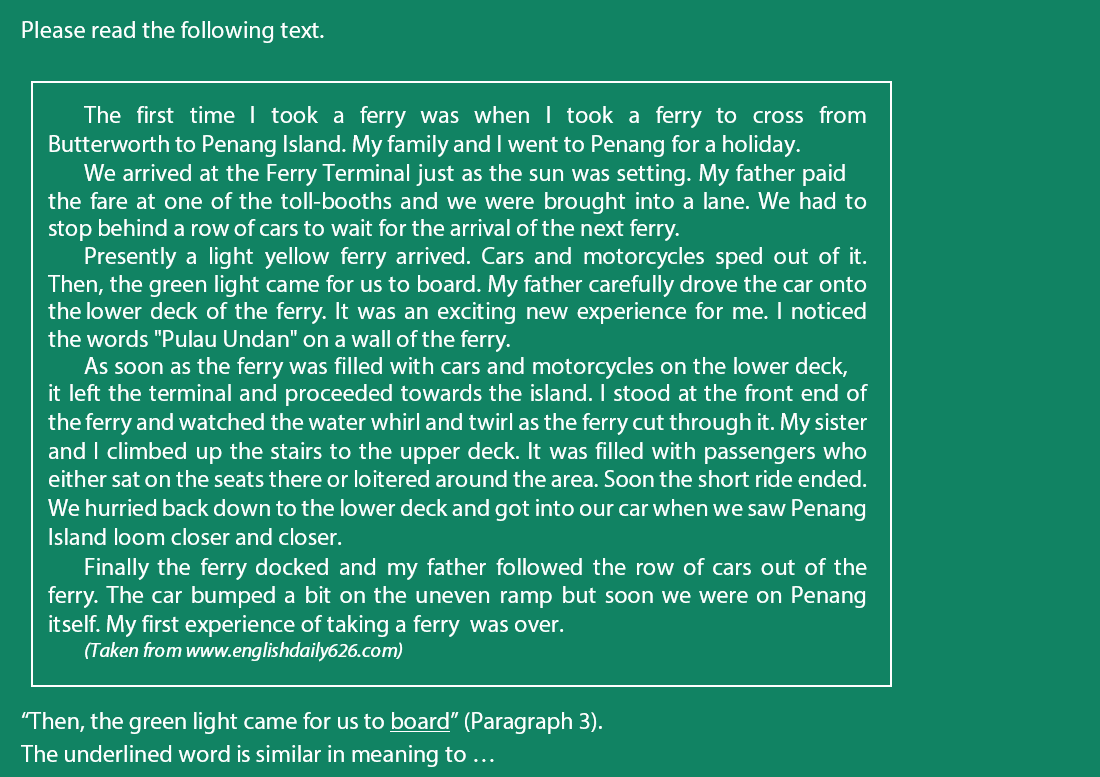 Please read the following text.
The first time I took a ferry was when I took a ferry to cross from
Butterworth to Penang Island. My family and I went to Penang for a holiday.
We arrived at the Ferry Terminal just as the sun was setting. My father paid
the fare at one of the toll-booths and we were brought into a lane. We had to
stop behind a row of cars to wait for the arrival of the next ferry.
Presently a light yellow ferry arrived. Cars and motorcycles sped out of it.
Then, the green light came for us to board. My father carefully drove the car onto
the lower deck of the ferry. It was an exciting new experience for me. I noticed
the words "Pulau Undan" on a wall of the ferry.
As soon as the ferry was filled with cars and motorcycles on the lower deck,
it left the terminal and proceeded towards the island. I stood at the front end of
the ferry and watched the water whirl and twirl as the ferry cut through it. My sister
and I climbed up the stairs to the upper deck. It was filled with passengers who
either sat on the seats there or loitered around the area. Soon the short ride ended.
We hurried back down to the lower deck and got into our car when we saw Penang
Island loom closer and closer.
Finally the ferry docked and my father followed the row of cars out of the
ferry. The car bumped a bit on the uneven ramp but soon we were on Penang
itself. My first experience of taking a ferry was over.
(Taken from www.englishdaily626.com)
“Then, the green light came for us to board” (Paragraph 3).
The underlined word is similar in meaning to …